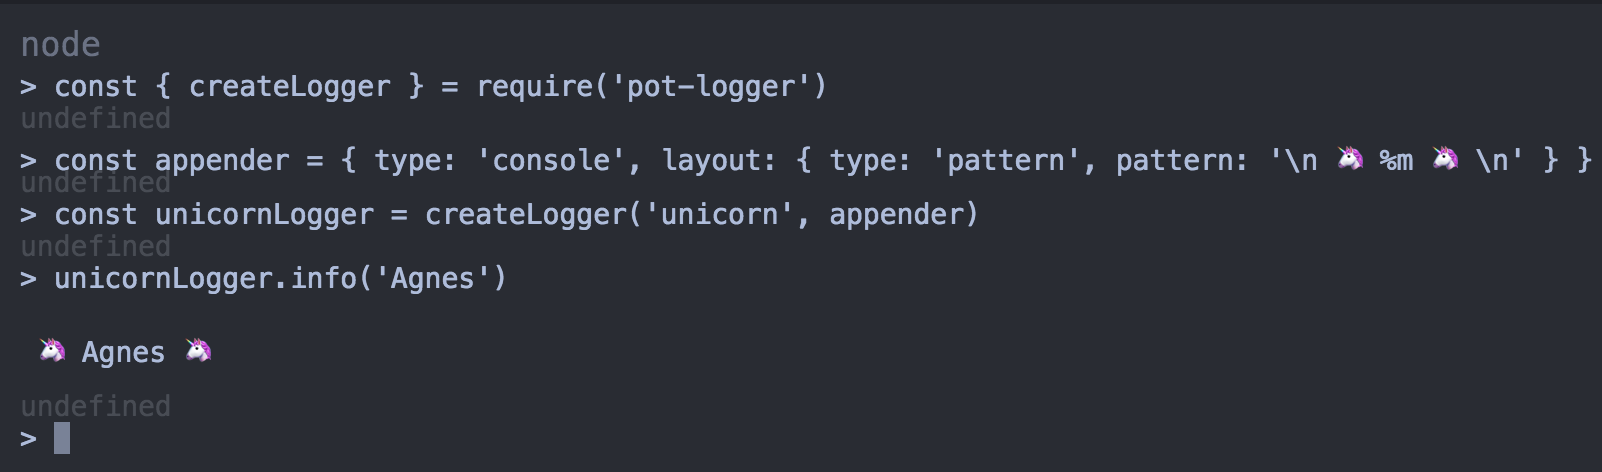 node
> const { createLogger } = require('pot-logger')
undefined
> const appender = { type: 'console', layout: { type: 'pattern', pattern: '\n 🦄 %m 🦄 \n' } }
undefined
> const unicornLogger = createLogger('unicorn', appender)
undefined
> unicornLogger.info('Agnes')
🦄 Agnes 🦄
undefined
>